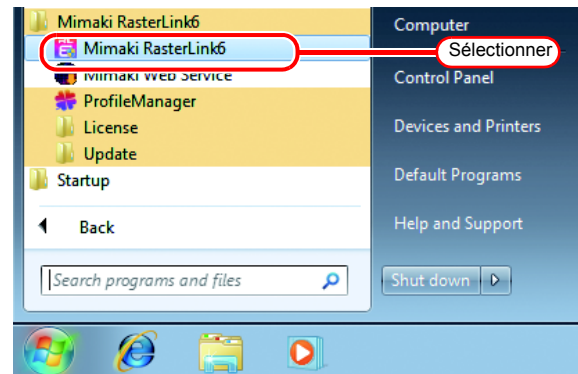 Mimaki RasterLink6
Mimaki RasterLink6
Mimaki Web Service
ProfileManager
License
Update
Startup
Back
Search programs and files
Computer
Sélectionner
Control Panel
Devices and Printers
Default Programs
Help and Support
Shut down